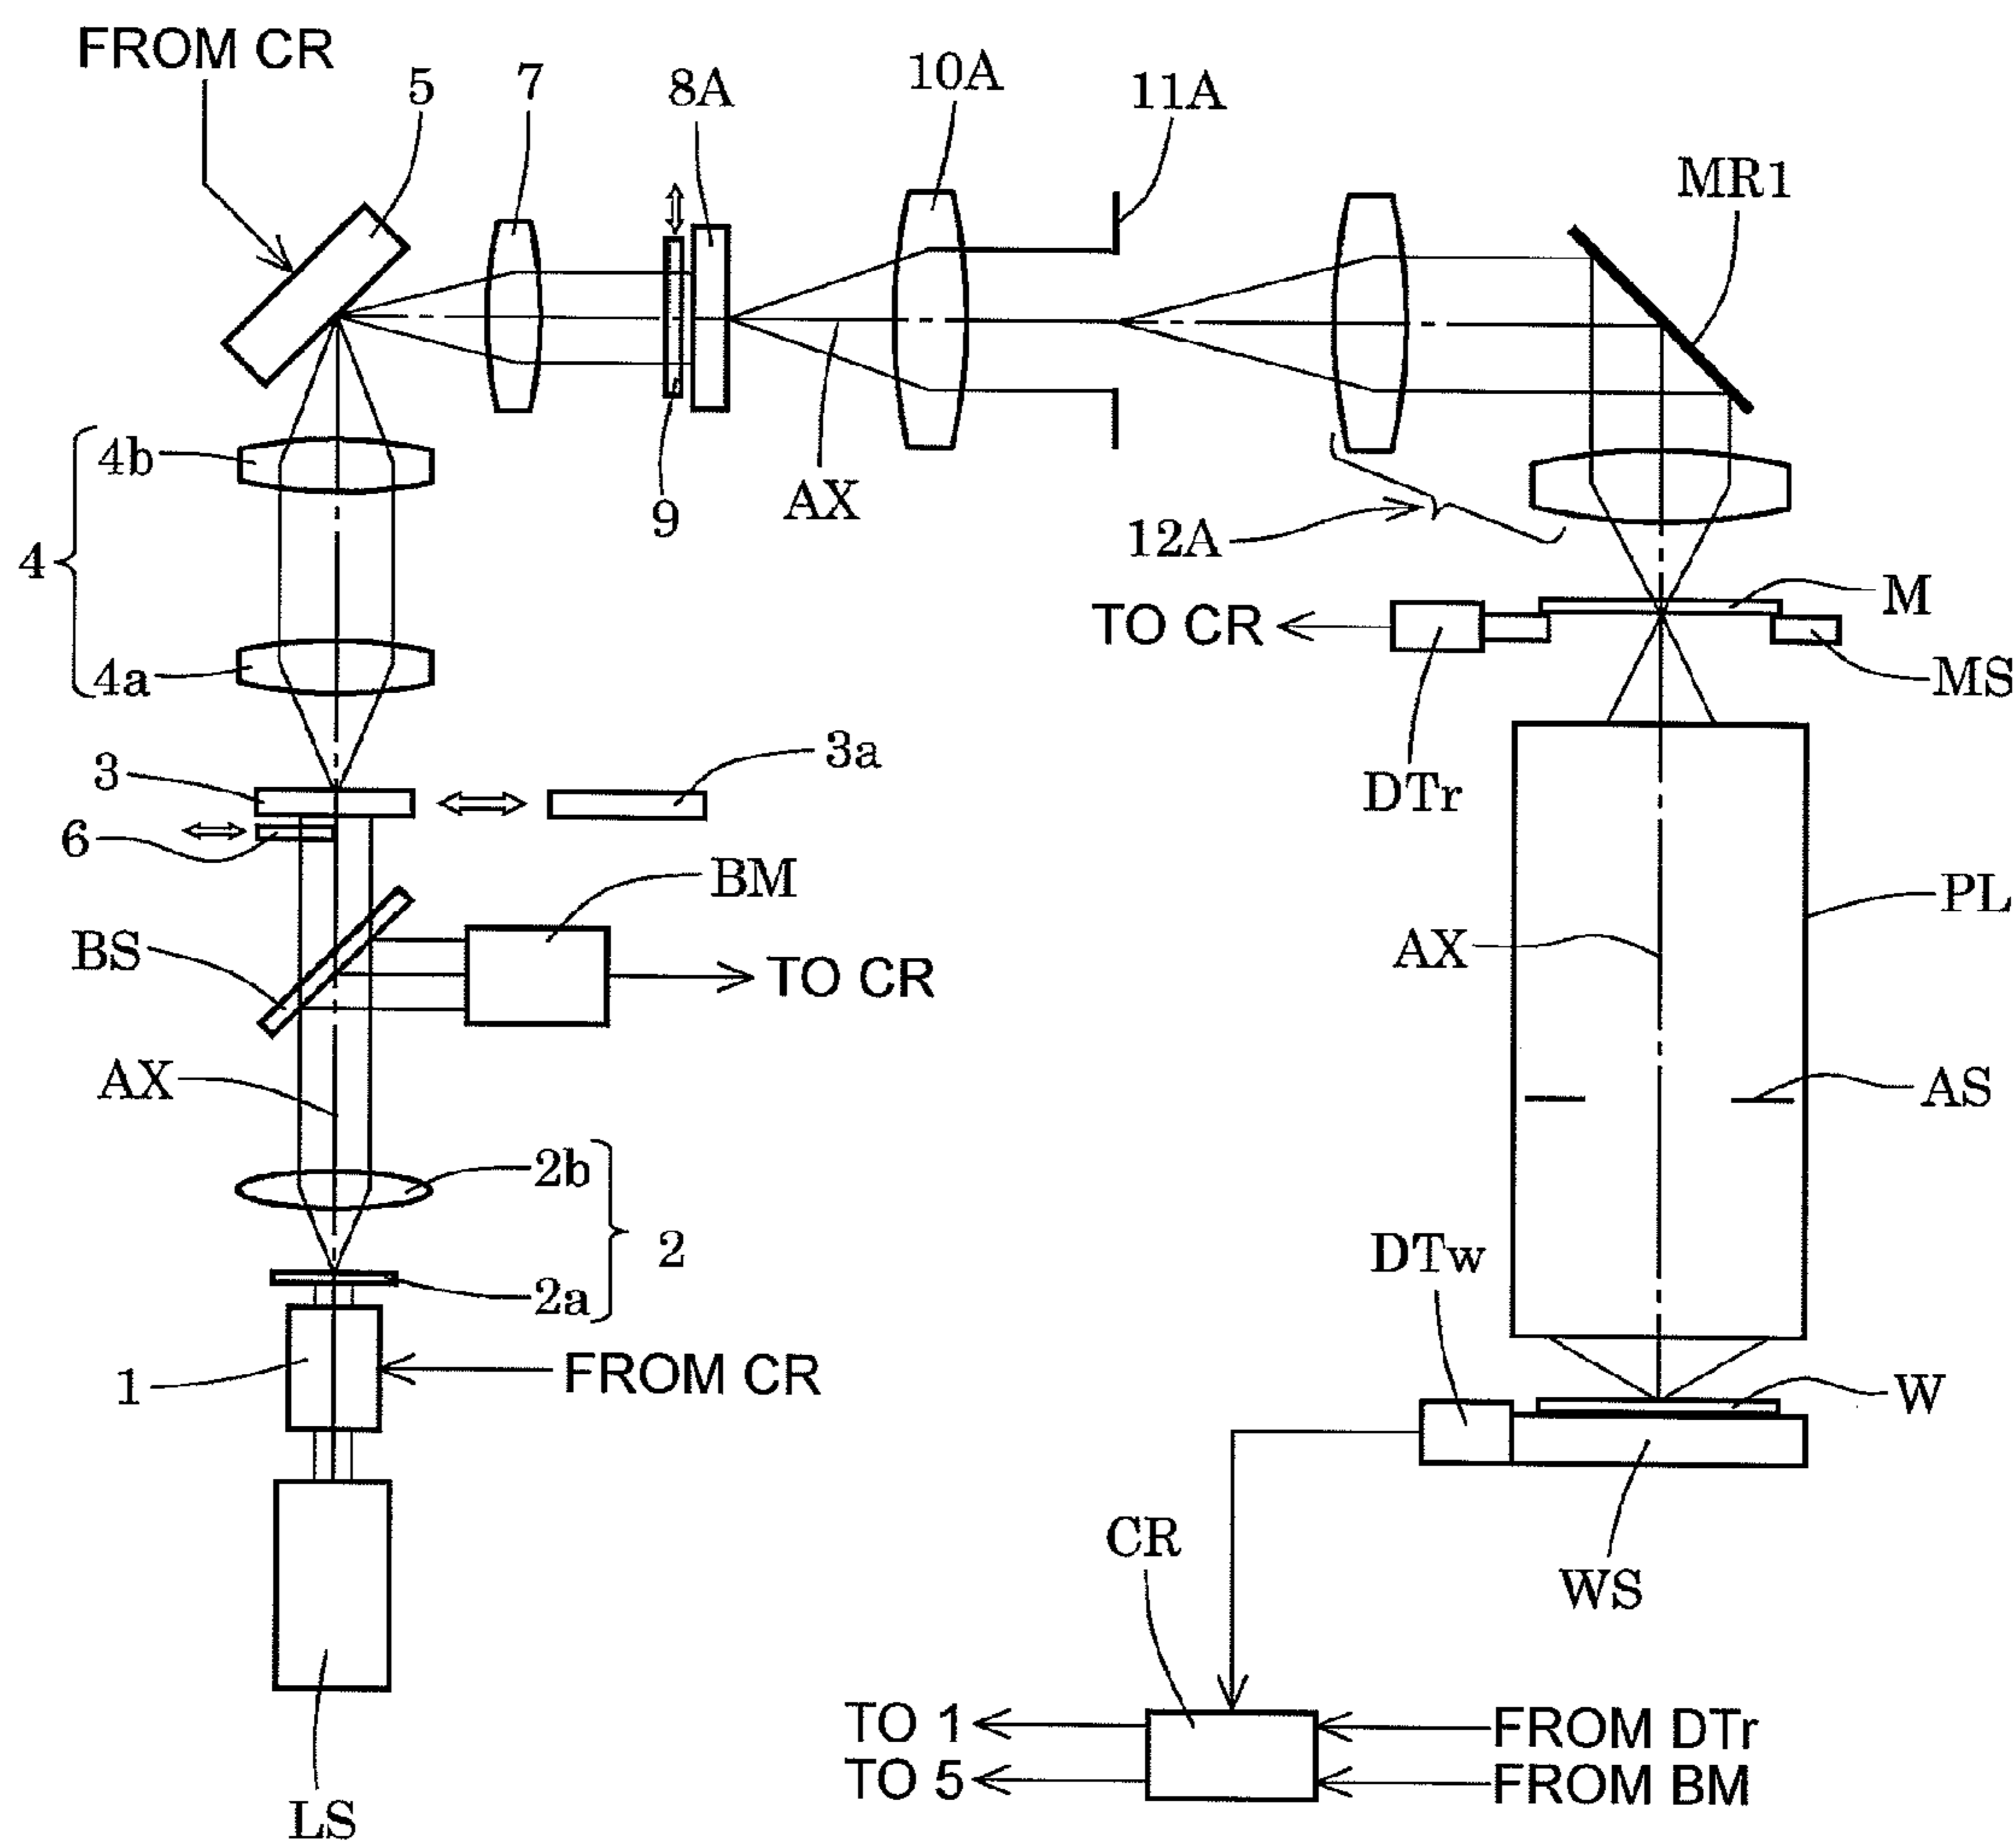 FROM CR
5
7
8A
10A
11A
MR1
4b
4
4a
9
AX
12A
M
TO CR
MS
DTr
3
3a
6
BM
BS
TO CR
PL
AX
AX
AS
2b
2
2a
DTw
1
FROM CR
W
CR
WS
LS
TO 1
FROM DTr
TO 5
FROM BM